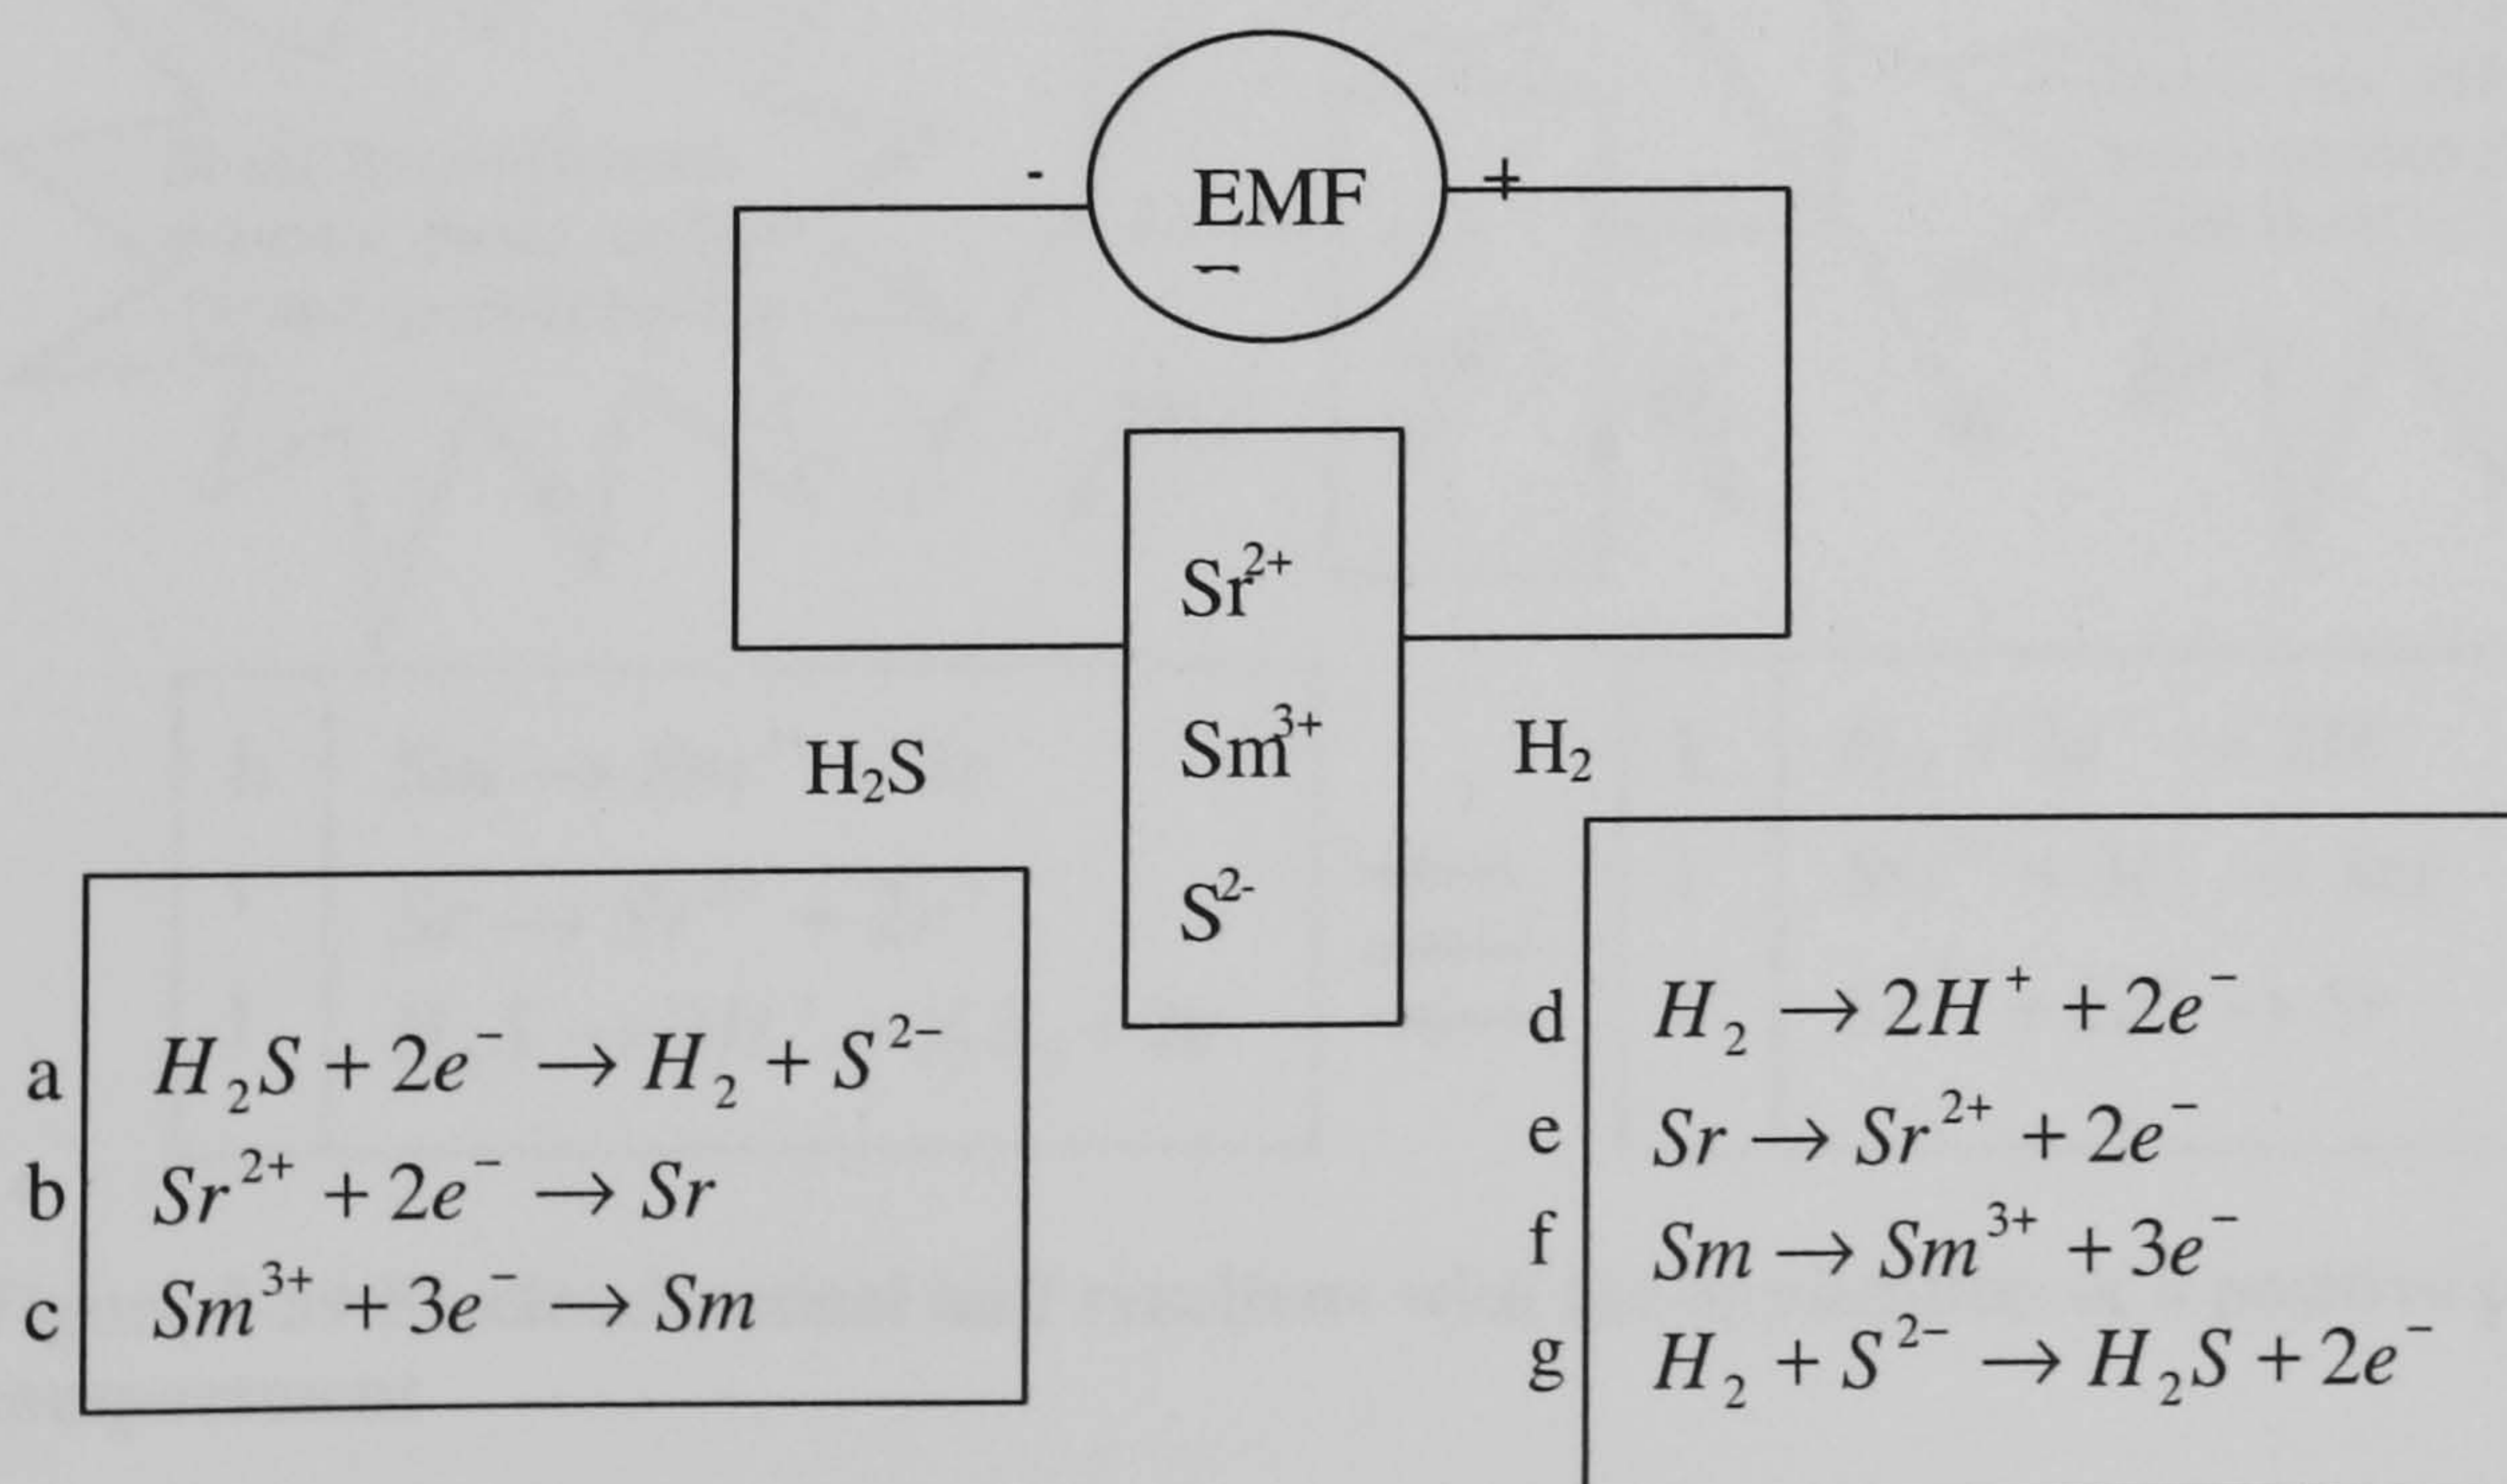 - EMF +
Sr²⁺
Sm³⁺
S²⁻
H₂S
H₂
a H₂S + 2e⁻ → H₂ + S²⁻
b Sr²⁺ + 2e⁻ → Sr
c Sm³⁺ + 3e⁻ → Sm
d H₂ → 2H⁺ + 2e⁻
e Sr → Sr²⁺ + 2e⁻
f Sm → Sm³⁺ + 3e⁻
g H₂ + S²⁻ → H₂S + 2e⁻